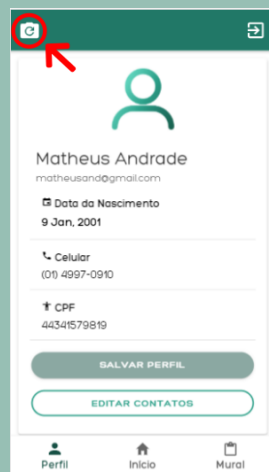 Matheus Andrade
matheusand@gmail.com
Data da Nascimento
9 Jan, 2001
Celular
(01) 4997-0910
CPF
44341579819
SALVAR PERFIL
EDITAR CONTATOS
Perfil Início Mural